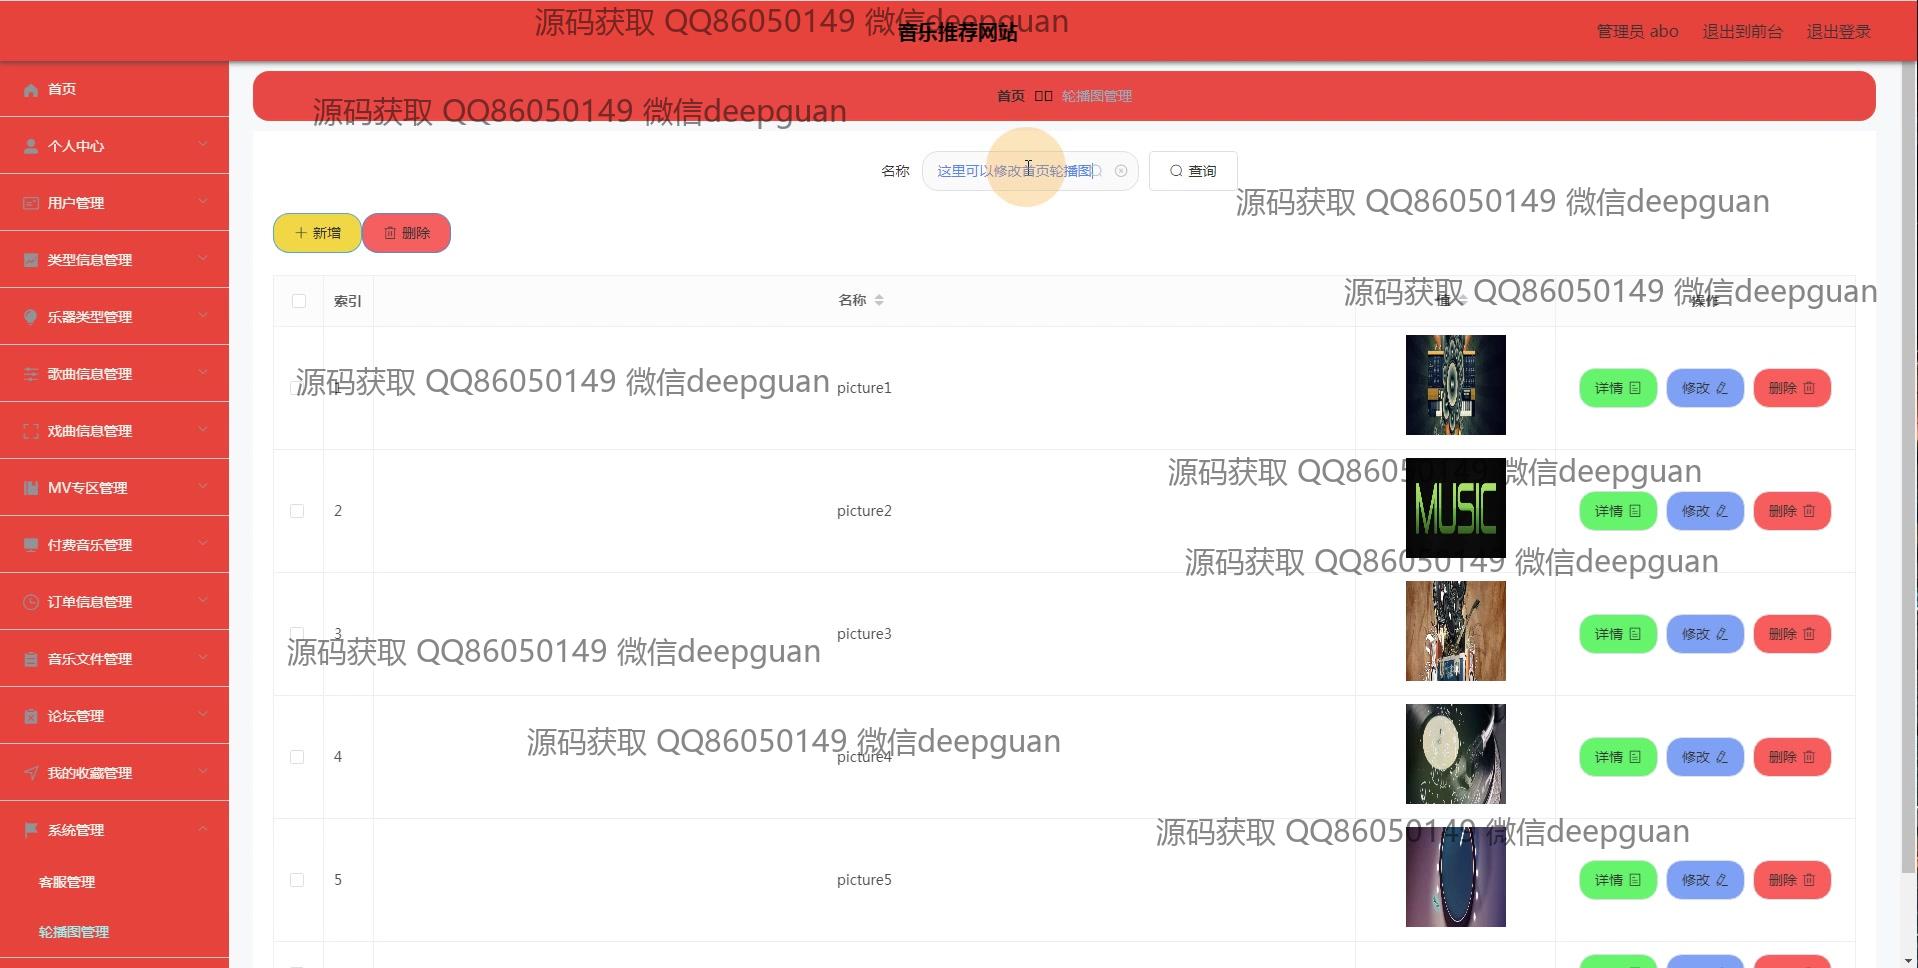 源码获取 QQ86050149 微信deepguan
音乐推荐网站
管理员 abo 退出到前台 退出登录
首页
个人中心
用户管理
类型信息管理
乐器类型管理
歌曲信息管理
戏曲信息管理
MV专区管理
付费音乐管理
订单信息管理
音乐文件管理
论坛管理
我的收藏管理
系统管理
客服管理
轮播图管理
首页 轮播图管理
源码获取 QQ86050149 微信deepguan
名称 这里可以修改首页轮播图 查询
源码获取 QQ86050149 微信deepguan
新增 删除
索引 名称 值 操作
源码获取 QQ86050149 微信deepguan
1 picture1 详情 修改 删除
源码获取 QQ86050149 微信deepguan
源码获取 QQ86050149 微信deepguan
2 picture2 MUSIC 详情 修改 删除
源码获取 QQ86050149 微信deepguan
3 picture3 详情 修改 删除
源码获取 QQ86050149 微信deepguan
源码获取 QQ86050149 微信deepguan
4 picture4 详情 修改 删除
源码获取 QQ86050149 微信deepguan
5 picture5 详情 修改 删除